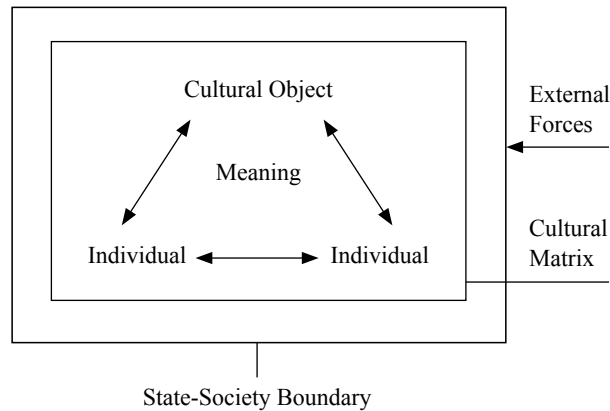 Cultural Object
External
Forces
Meaning
Cultural
Matrix
Individual
Individual
State-Society Boundary